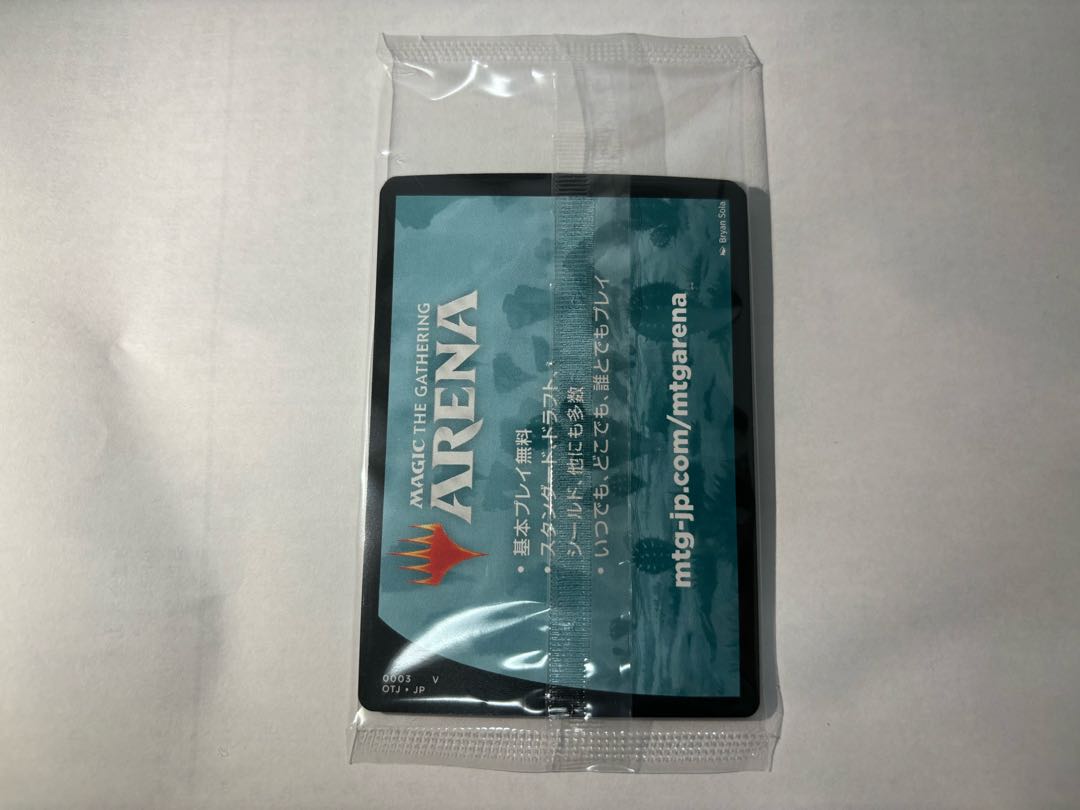 MAGIC THE GATHERING
ARENA
• 基本プレイ無料
• スタンダード、ドラフト、
シールド、他にも多数
• いつでも、どこでも、誰とでもプレイ
mtg-jp.com/mtgarena
0003 V
OTJ • JP
Bryan Sola